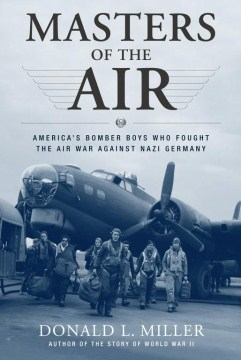 MASTERS
OF THE
AIR
AMERICA'S BOMBER BOYS WHO FOUGHT
THE AIR WAR AGAINST NAZI GERMANY
DONALD L. MILLER
AUTHOR OF THE STORY OF WORLD WAR II